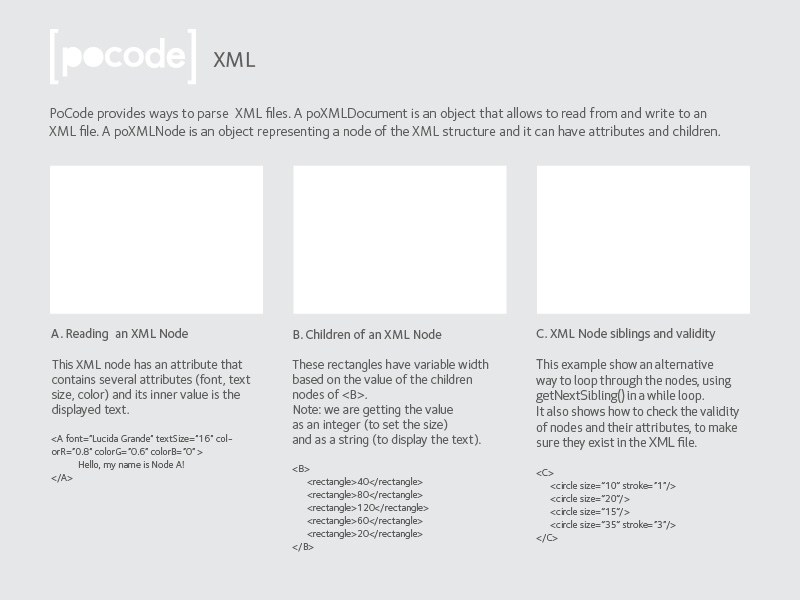 [pocode] XML
PoCode provides ways to parse  XML files. A poXMLDocument is an object that allows to read from and write to an
XML file. A poXMLNode is an object representing a node of the XML structure and it can have attributes and children.
A. Reading  an XML Node
This XML node has an attribute that
contains several attributes (font, text
size, color) and its inner value is the
displayed text.
<A font="Lucida Grande" textSize="16" col-
orR="0.8" colorG="0.6" colorB="0" >
Hello, my name is Node A!
</A>
B. Children of an XML Node
These rectangles have variable width
based on the value of the children
nodes of <B>.
Note: we are getting the value
as an integer (to set the size)
and as a string (to display the text).
<B>
<rectangle>40</rectangle>
<rectangle>80</rectangle>
<rectangle>120</rectangle>
<rectangle>60</rectangle>
<rectangle>20</rectangle>
</B>
C. XML Node siblings and validity
This example show an alternative
way to loop through the nodes, using
getNextSibling() in a while loop.
It also shows how to check the validity
of nodes and their attributes, to make
sure they exist in the XML file.
<C>
<circle size="10" stroke="1"/>
<circle size="20"/>
<circle size="15"/>
<circle size="35" stroke="3"/>
</C>